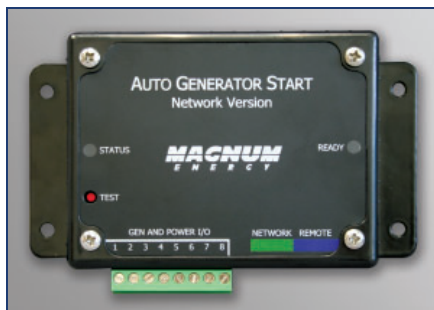 AUTO GENERATOR START
Network Version
STATUS
MAGNUM
ENERGY
READY
TEST
GEN AND POWER I/O
1 2 3 4 5 6 7 8
NETWORK REMOTE